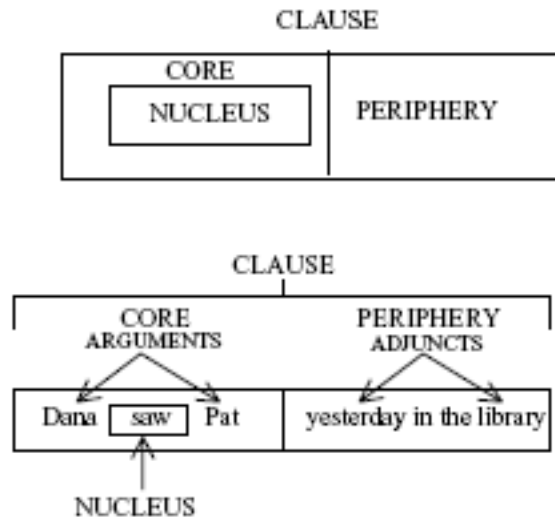 CLAUSE
CORE
NUCLEUS
PERIPHERY
CLAUSE
CORE PERIPHERY
ARGUMENTS ADJUNCTS
Dana saw Pat yesterday in the library
NUCLEUS